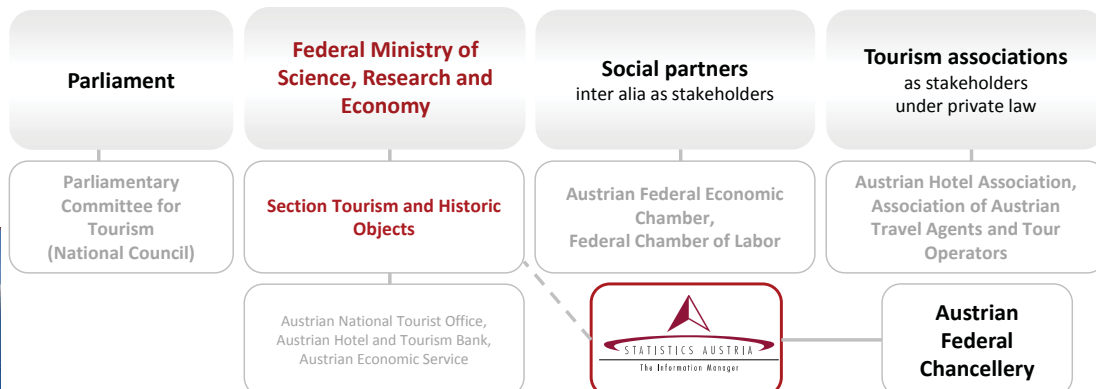 Parliament
Federal Ministry of
Science, Research and
Economy
Social partners
inter alia as stakeholders
Tourism associations
as stakeholders
under private law
Parliamentary
Committee for
Tourism
(National Council)
Section Tourism and Historic
Objects
Austrian Federal Economic
Chamber,
Federal Chamber of Labor
Austrian Hotel Association,
Association of Austrian
Travel Agents and Tour
Operators
Austrian National Tourist Office,
Austrian Hotel and Tourism Bank,
Austrian Economic Service
STATISTICS AUSTRIA
The Information Manager
Austrian
Federal
Chancellery